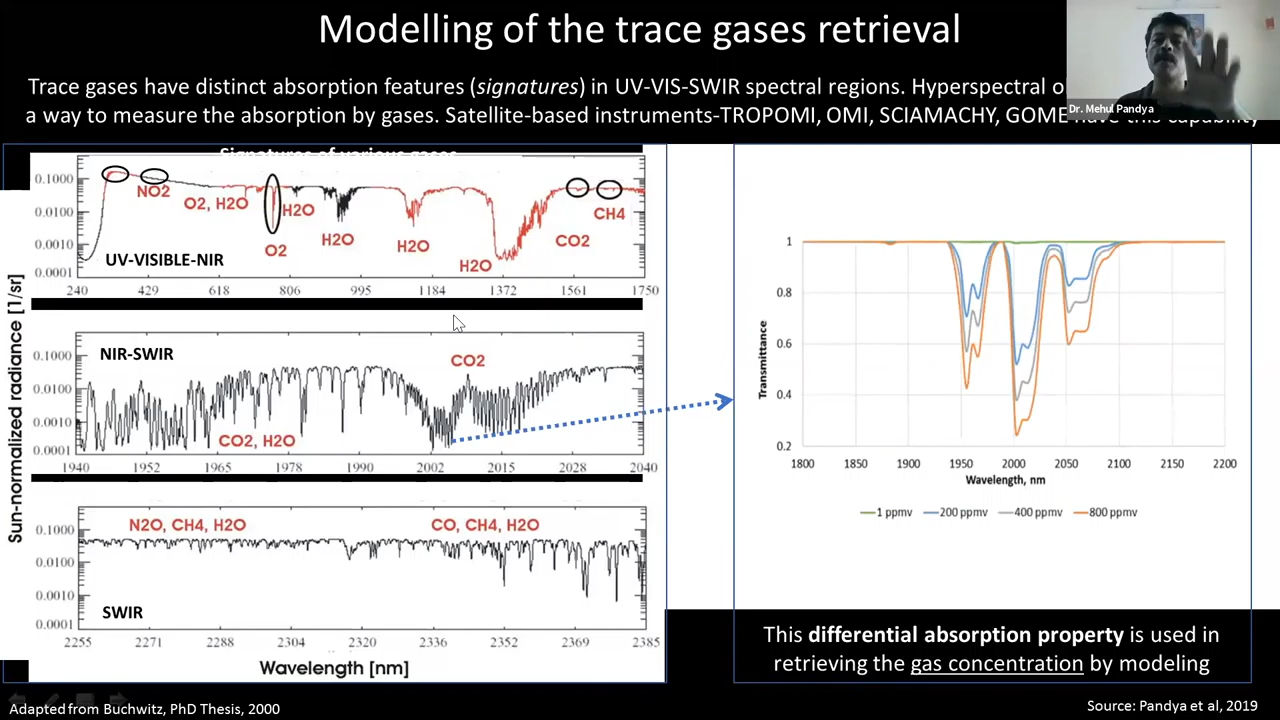 Modelling of the trace gases retrieval
Trace gases have distinct absorption features (signatures) in UV-VIS-SWIR spectral regions. Hyperspectral
Dr. Mehul Pandya
a way to measure the absorption by gases. Satellite-based instruments-TROPOMI, OMI, SCIAMACHY, GOME have this capability
Signatures of various gases
Sun-normalized radiance [1/sr]
0.1000
0.0100
0.0010
0.0001
NO2
O2, H2O
O2
H2O
H2O
H2O
H2O
CO2
CH4
UV-VISIBLE-NIR
240 429 618 806 995 1184 1372 1561 1750
NIR-SWIR
0.1000
0.0100
0.0010
0.0001
CO2
CO2, H2O
1940 1952 1965 1978 1990 2002 2015 2028 2040
N2O, CH4, H2O
CO, CH4, H2O
0.1000
0.0100
0.0010
0.0001
SWIR
2255 2271 2288 2304 2320 2336 2352 2369 2385
Wavelength [nm]
1
0.8
0.6
0.4
0.2
Transmittance
1800 1850 1900 1950 2000 2050 2100 2150 2200
Wavelength, nm
1 ppmv 200 ppmv 400 ppmv 800 ppmv
This differential absorption property is used in
retrieving the gas concentration by modeling
Adapted from Buchwitz, PhD Thesis, 2000
Source: Pandya et al, 2019